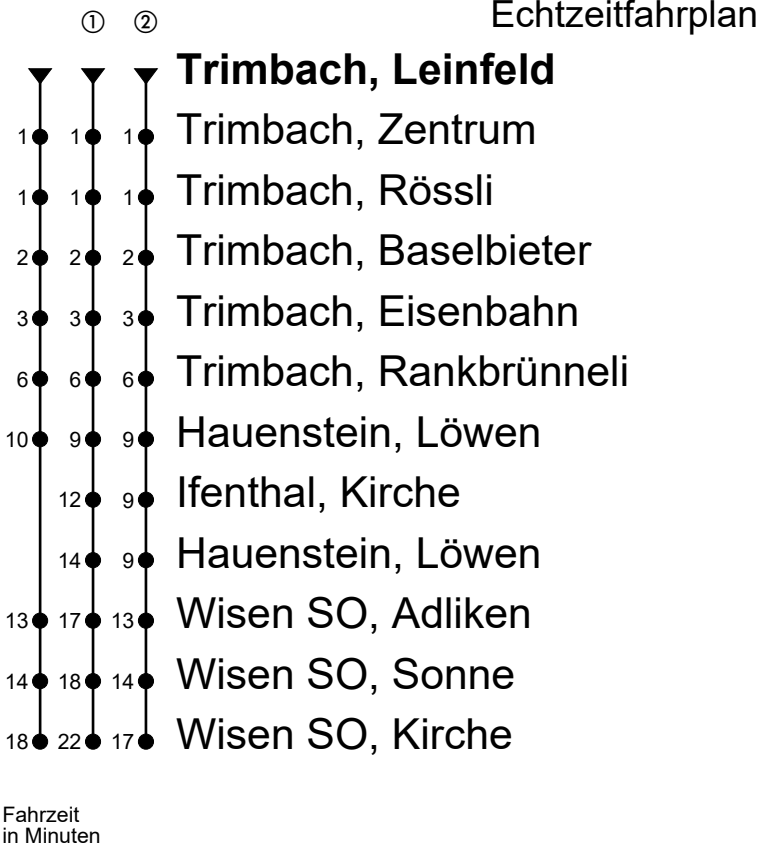 Echtzeitfahrplan
① ②
Trimbach, Leinfeld
1 1 1 Trimbach, Zentrum
1 1 1 Trimbach, Rössli
2 2 2 Trimbach, Baselbieter
3 3 3 Trimbach, Eisenbahn
6 6 6 Trimbach, Rankbrünneli
10 9 9 Hauenstein, Löwen
12 9 Ifenthal, Kirche
14 9 Hauenstein, Löwen
13 17 13 Wisen SO, Adliken
14 18 14 Wisen SO, Sonne
18 22 17 Wisen SO, Kirche
Fahrzeit
in Minuten